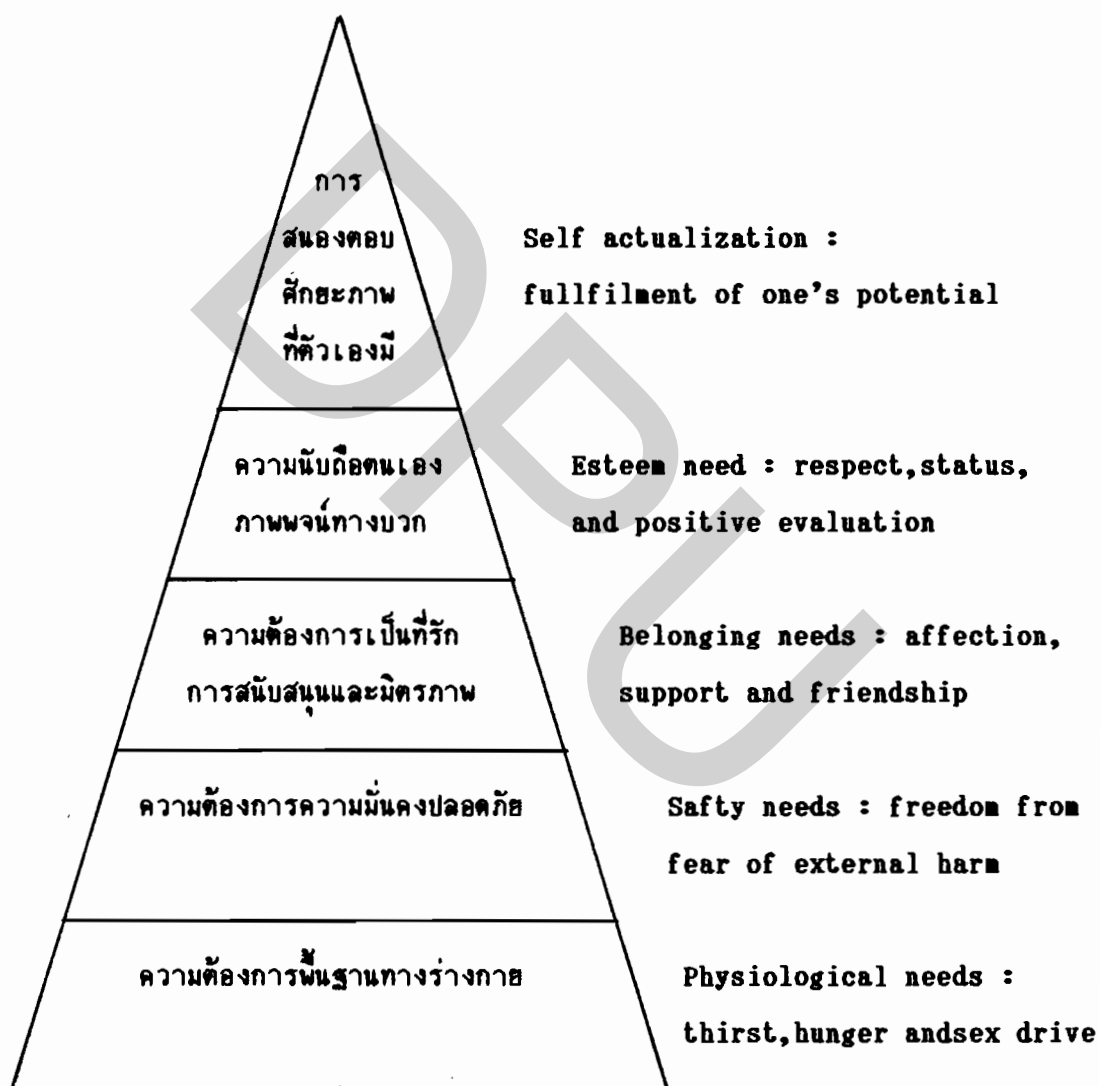 การ
สนองตอบ
ศักยะภาพ
ที่ตัวเองมี
Self actualization :
fullfilment of one's potential
ความนับถือตนเอง
ภาพพจน์ทางบวก
Esteem need : respect,status,
and positive evaluation
ความต้องการเป็นที่รัก
การสนับสนุนและมิตรภาพ
Belonging needs : affection,
support and friendship
ความต้องการความมั่นคงปลอดภัย
Safty needs : freedom from
fear of external harm
ความต้องการพื้นฐานทางร่างกาย
Physiological needs :
thirst,hunger andsex drive
DPU